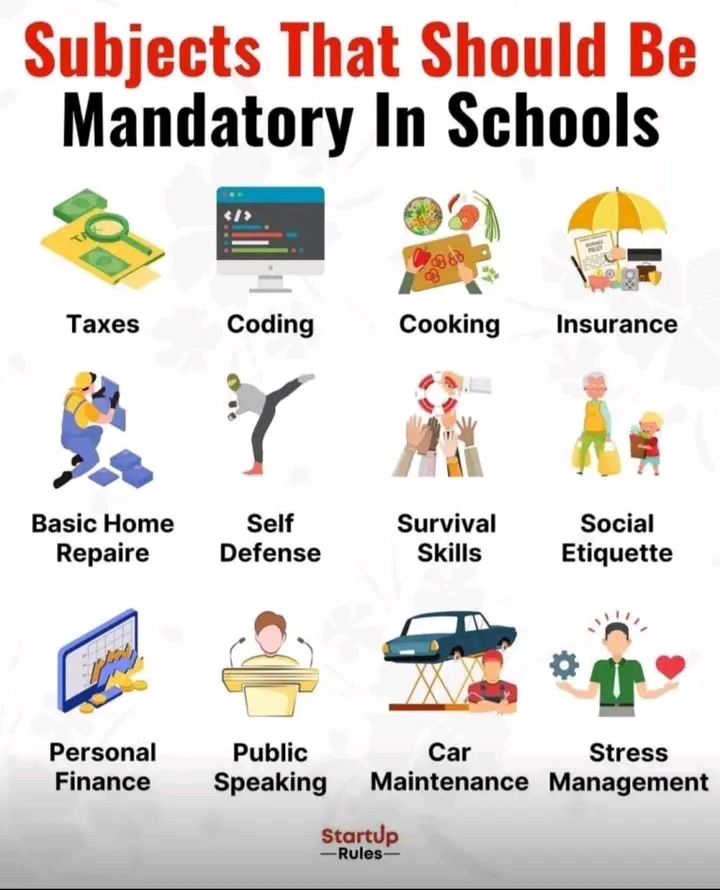 Subjects That Should Be
Mandatory In Schools
</>
Taxes
Coding
Cooking
Insurance
Basic Home
Repaire
Self
Defense
Survival
Skills
Social
Etiquette
Personal
Finance
Public
Speaking
Car
Maintenance
Stress
Management
StartUp
Rules